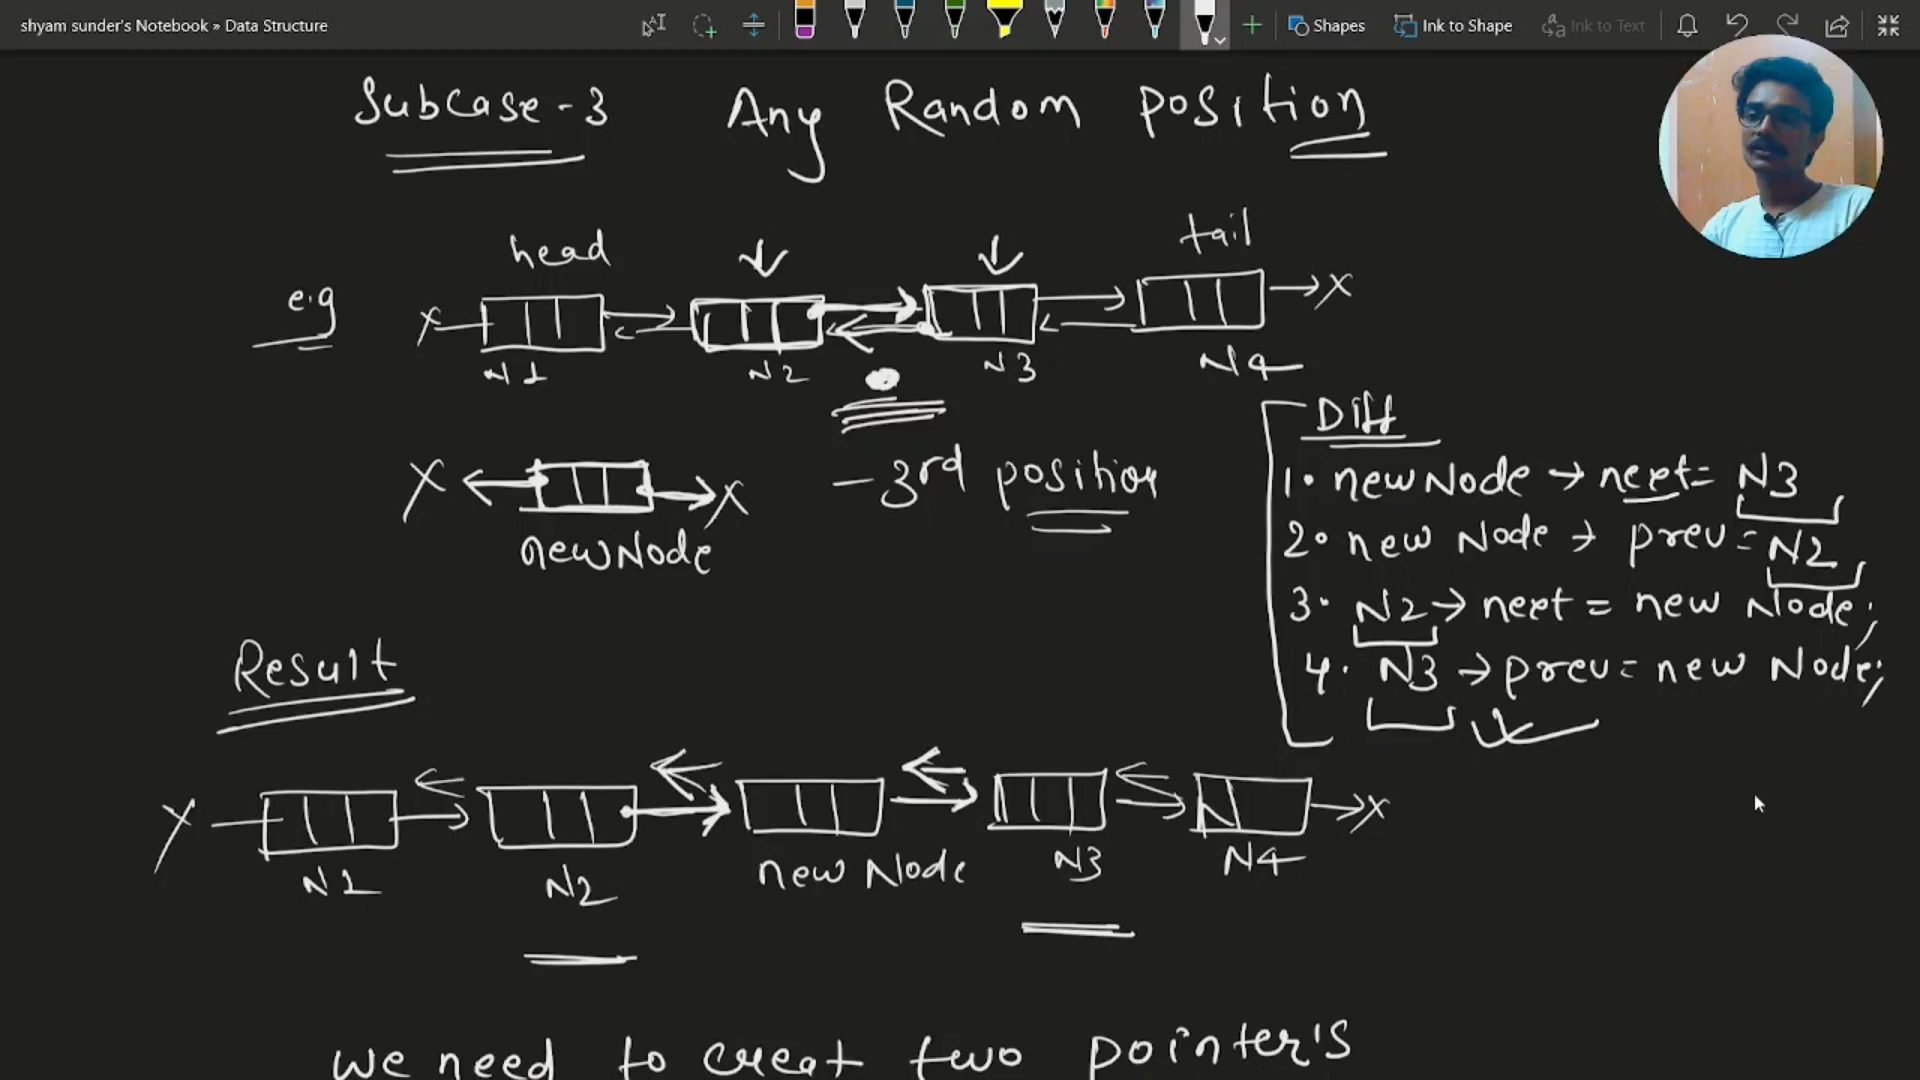 shyam sunder's Notebook » Data Structure
Shapes
Ink to Shape
Ink to Text
Subcase-3 Any Random position
head
tail
e.g
X
X
N1
N2
N3
N4
Diff
1. newNode → next = N3
2. new Node → prev = N2
3. N2 → next = new Node;
4. N3 → prev = new Node;
X
X
- 3rd position
newNode
Result
X
X
N1
N2
new Node
N3
N4
we need to creat two pointer's